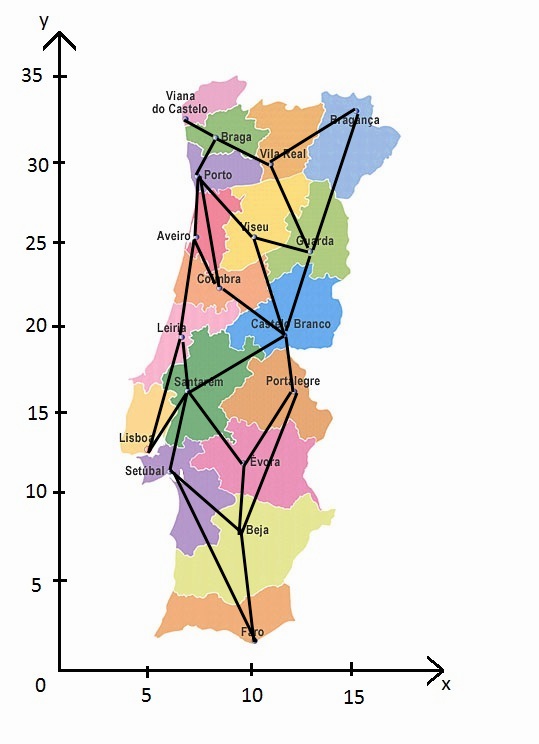 y
35
Viana
do Castelo
Bragança
Braga
30
Vila Real
Porto
Viseu
Aveiro
25
Guarda
Coimbra
20
Leiria
Castelo Branco
Santarém
Portalegre
15
Lisboa
Évora
Setúbal
10
Beja
5
Faro
0
x
5
10
15